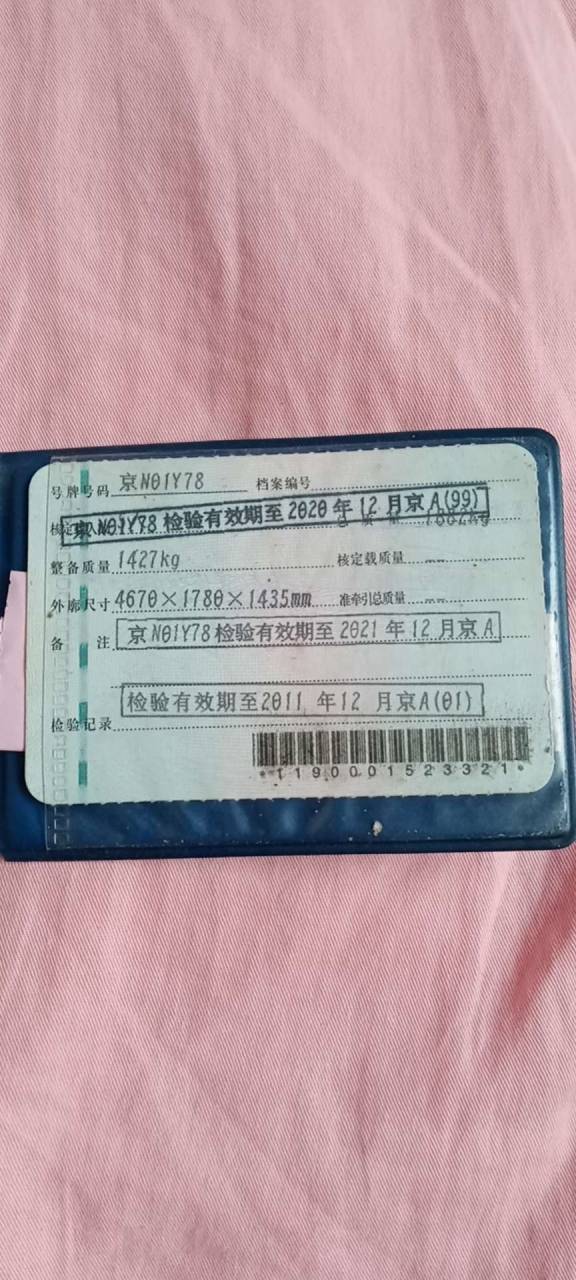 号牌号码 京N01Y78 档案编号
京N01Y78 检验有效期至 2020 年 12 月京 A(99)
整备质量 1427kg 核定载质量 --
外廓尺寸 4670×1780×1435mm 准牵引总质量 --
备 注 京N01Y78检验有效期至 2021 年 12 月京 A
检验有效期至2011 年12 月京A(01)
检验记录
*1190001523321*